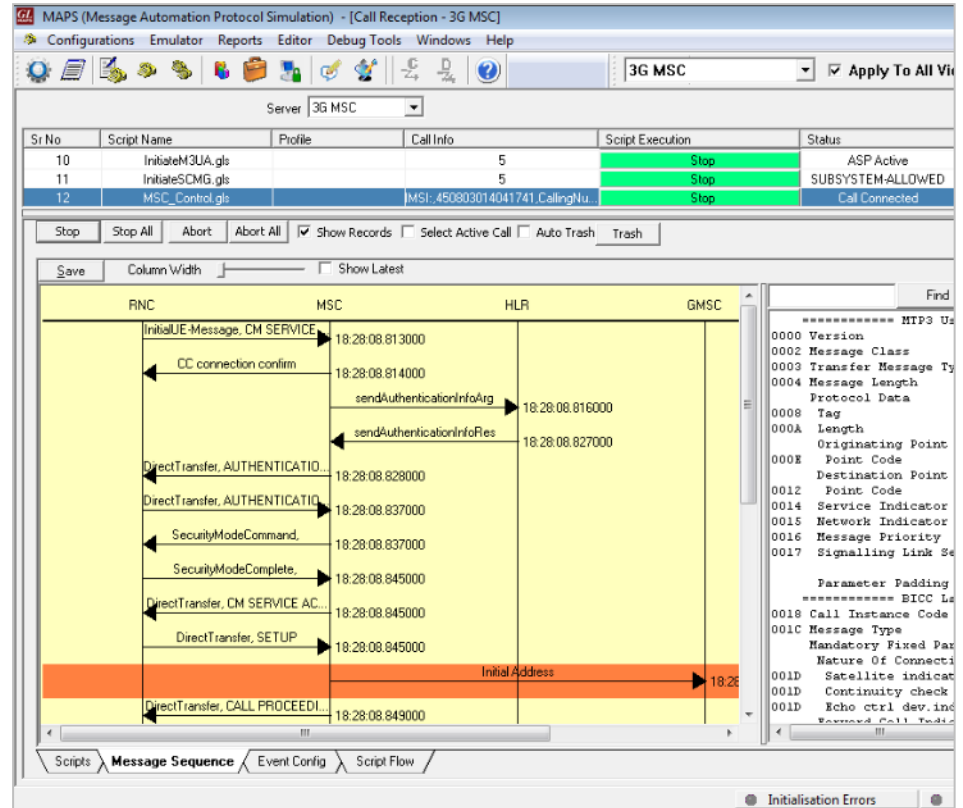 GL MAPS (Message Automation Protocol Simulation) - [Call Reception - 3G MSC]
Configurations Emulator Reports Editor Debug Tools Windows Help
3G MSC Apply To All Vi
Server 3G MSC
Sr No Script Name Profile Call Info Script Execution Status
10 InitiateM3UA.gls 5 Stop ASP Active
11 InitiateSCMG.gls 5 Stop SUBSYSTEM-ALLOWED
12 MSC_Control.gls IMSI:,450803014041741,CallingNu... Stop Call Connected
Stop Stop All Abort Abort All Show Records Select Active Call Auto Trash Trash
Save Column Width Show Latest
Find
RNC MSC HLR GMSC
InitialUE-Message, CM SERVICE...
18:28:08.813000
CC connection confirm
18:28:08.814000
sendAuthenticationInfoArg
18:28:08.816000
sendAuthenticationInfoRes
18:28:08.827000
DirectTransfer, AUTHENTICATIO...
18:28:08.828000
DirectTransfer, AUTHENTICATIO...
18:28:08.837000
SecurityModeCommand,
18:28:08.837000
SecurityModeComplete,
18:28:08.845000
DirectTransfer, CM SERVICE AC...
18:28:08.845000
DirectTransfer, SETUP
18:28:08.845000
Initial Address
18:28
DirectTransfer, CALL PROCEEDI...
18:28:08.849000
============ MTP3 Us
0000 Version
0002 Message Class
0003 Transfer Message Ty
0004 Message Length
Protocol Data
0008 Tag
000A Length
Originating Point
000E Point Code
Destination Point
0012 Point Code
0014 Service Indicator
0015 Network Indicator
0016 Message Priority
0017 Signalling Link Se
Parameter Padding
============ BICC La
0018 Call Instance Code
001C Message Type
Mandatory Fixed Par
Nature Of Connecti
001D Satellite indicat
001D Continuity check
001D Echo ctrl dev.ind
Forward Call Indic
Scripts Message Sequence Event Config Script Flow
Initialisation Errors